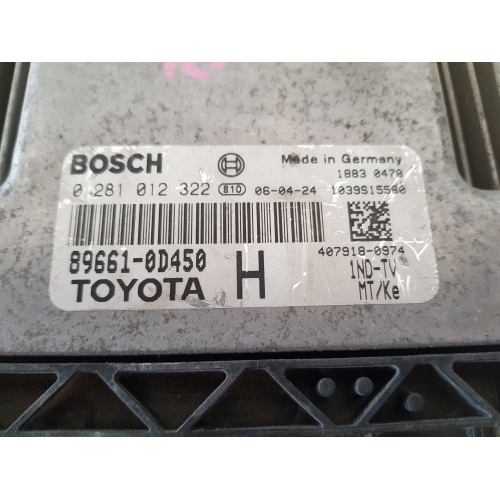 BOSCH Made in Germany
1883 0478
0 281 012 322 810 06-04-24 1039S15590
407918-0974
89661-0D450 H 1ND-TV
TOYOTA MT/Ke